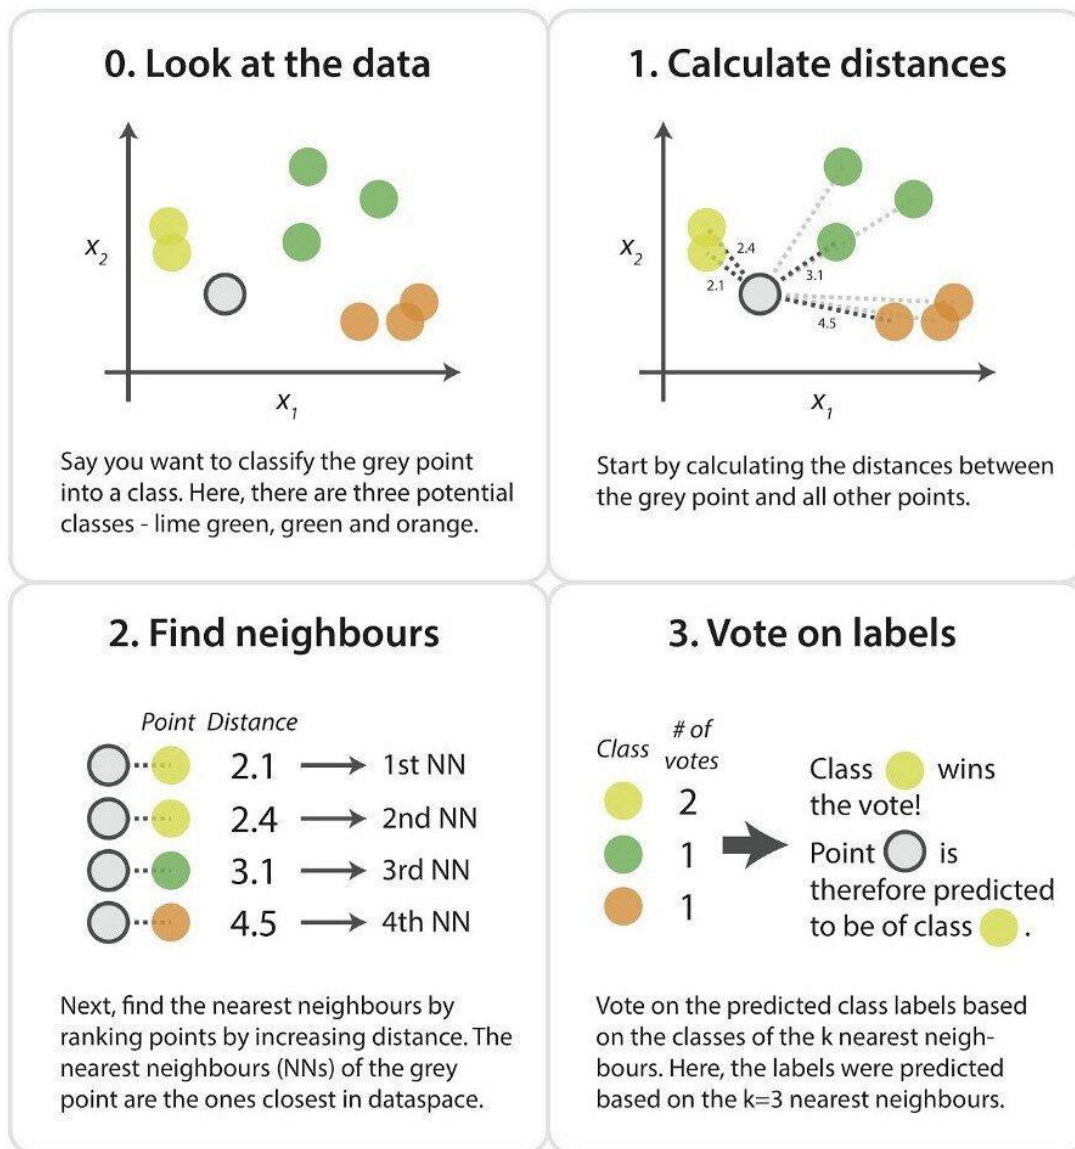 0. Look at the data
x2
x1
Say you want to classify the grey point
into a class. Here, there are three potential
classes - lime green, green and orange.
1. Calculate distances
x2
2.4
2.1
3.1
4.5
x1
Start by calculating the distances between
the grey point and all other points.
2. Find neighbours
Point Distance
2.1 1st NN
2.4 2nd NN
3.1 3rd NN
4.5 4th NN
Next, find the nearest neighbours by
ranking points by increasing distance. The
nearest neighbours (NNs) of the grey
point are the ones closest in dataspace.
3. Vote on labels
Class # of
votes
2
1
1
Class wins
the vote!
Point is
therefore predicted
to be of class .
Vote on the predicted class labels based
on the classes of the k nearest neigh-
bours. Here, the labels were predicted
based on the k=3 nearest neighbours.